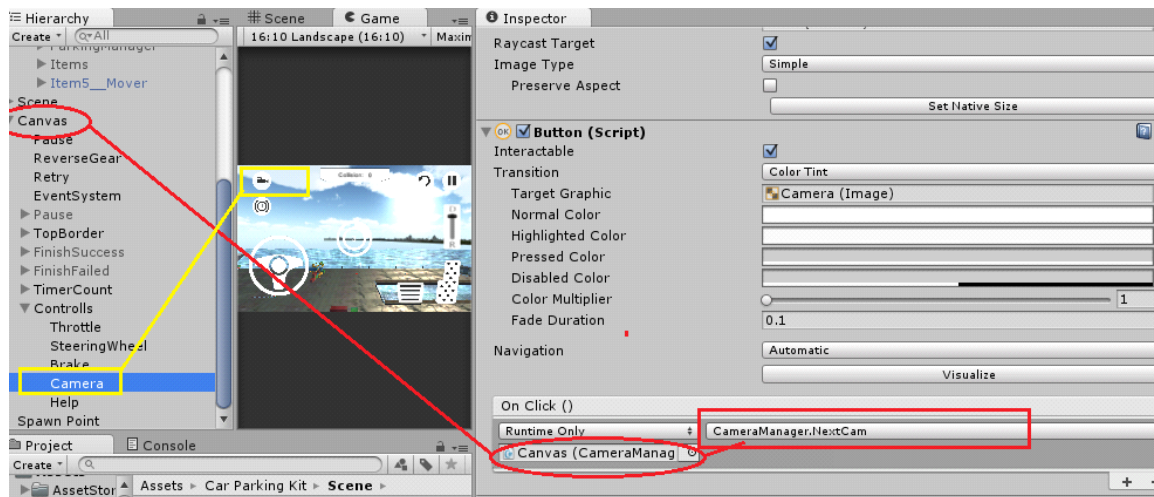 Hierarchy
Create
All
ParkingManager
Items
Item5__Mover
Scene
Canvas
Pause
ReverseGear
Retry
EventSystem
Pause
TopBorder
FinishSuccess
FinishFailed
TimerCount
Controlls
Throttle
SteeringWheel
Brake
Camera
Help
Spawn Point
Project
Console
Create
AssetStor
Assets ▸ Car Parking Kit ▸ Scene ▸
Scene
Game
16:10 Landscape (16:10)
Maxim
Collision 0
Inspector
Raycast Target
Image Type Simple
Preserve Aspect
Set Native Size
OK Button (Script)
Interactable
Transition Color Tint
Target Graphic Camera (Image)
Normal Color
Highlighted Color
Pressed Color
Disabled Color
Color Multiplier 1
Fade Duration 0.1
Navigation Automatic
Visualize
On Click ()
Runtime Only CameraManager.NextCam
Canvas (CameraManag